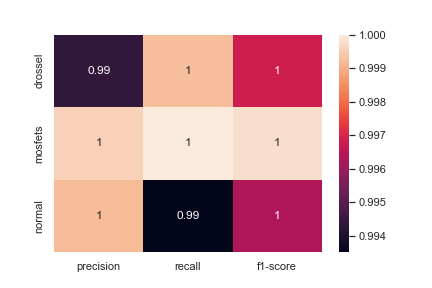 1.000
drossel
0.99
1
1
0.999
0.998
mosfets
1
1
1
0.997
0.996
normal
1
0.99
1
0.995
0.994
precision
recall
f1-score